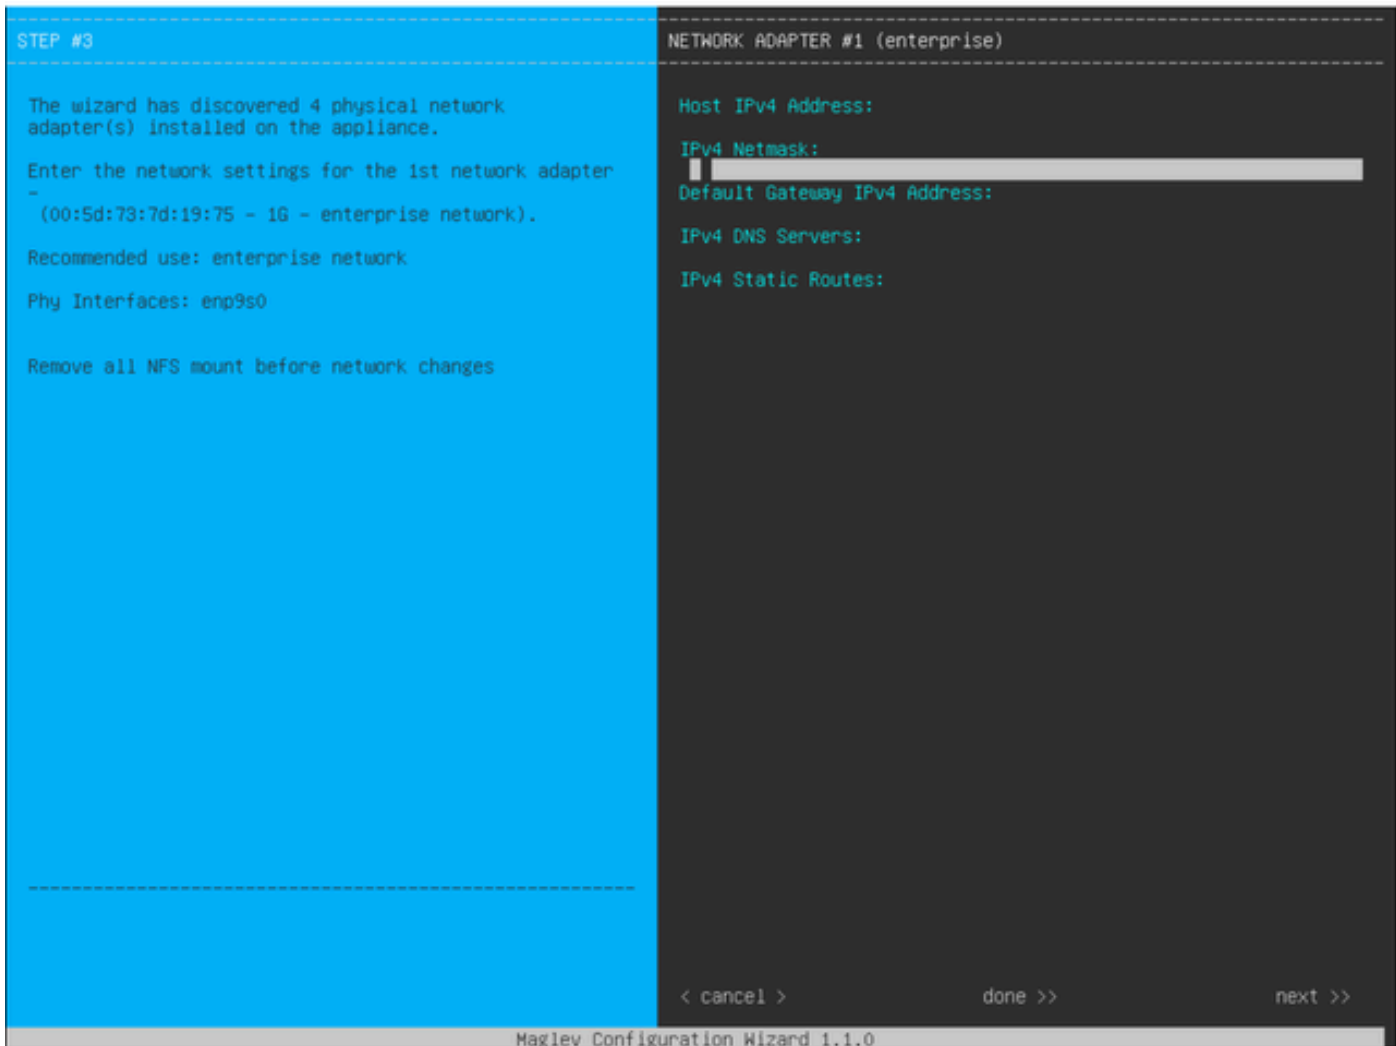 STEP #3
The wizard has discovered 4 physical network
adapter(s) installed on the appliance.
Enter the network settings for the 1st network adapter
-
(00:5d:73:7d:19:75 - 1G - enterprise network).
Recommended use: enterprise network
Phy Interfaces: enp9s0
Remove all NFS mount before network changes
NETWORK ADAPTER #1 (enterprise)
Host IPv4 Address:
IPv4 Netmask:
Default Gateway IPv4 Address:
IPv4 DNS Servers:
IPv4 Static Routes:
< cancel > done >> next >>
Maglev Configuration Wizard 1.1.0